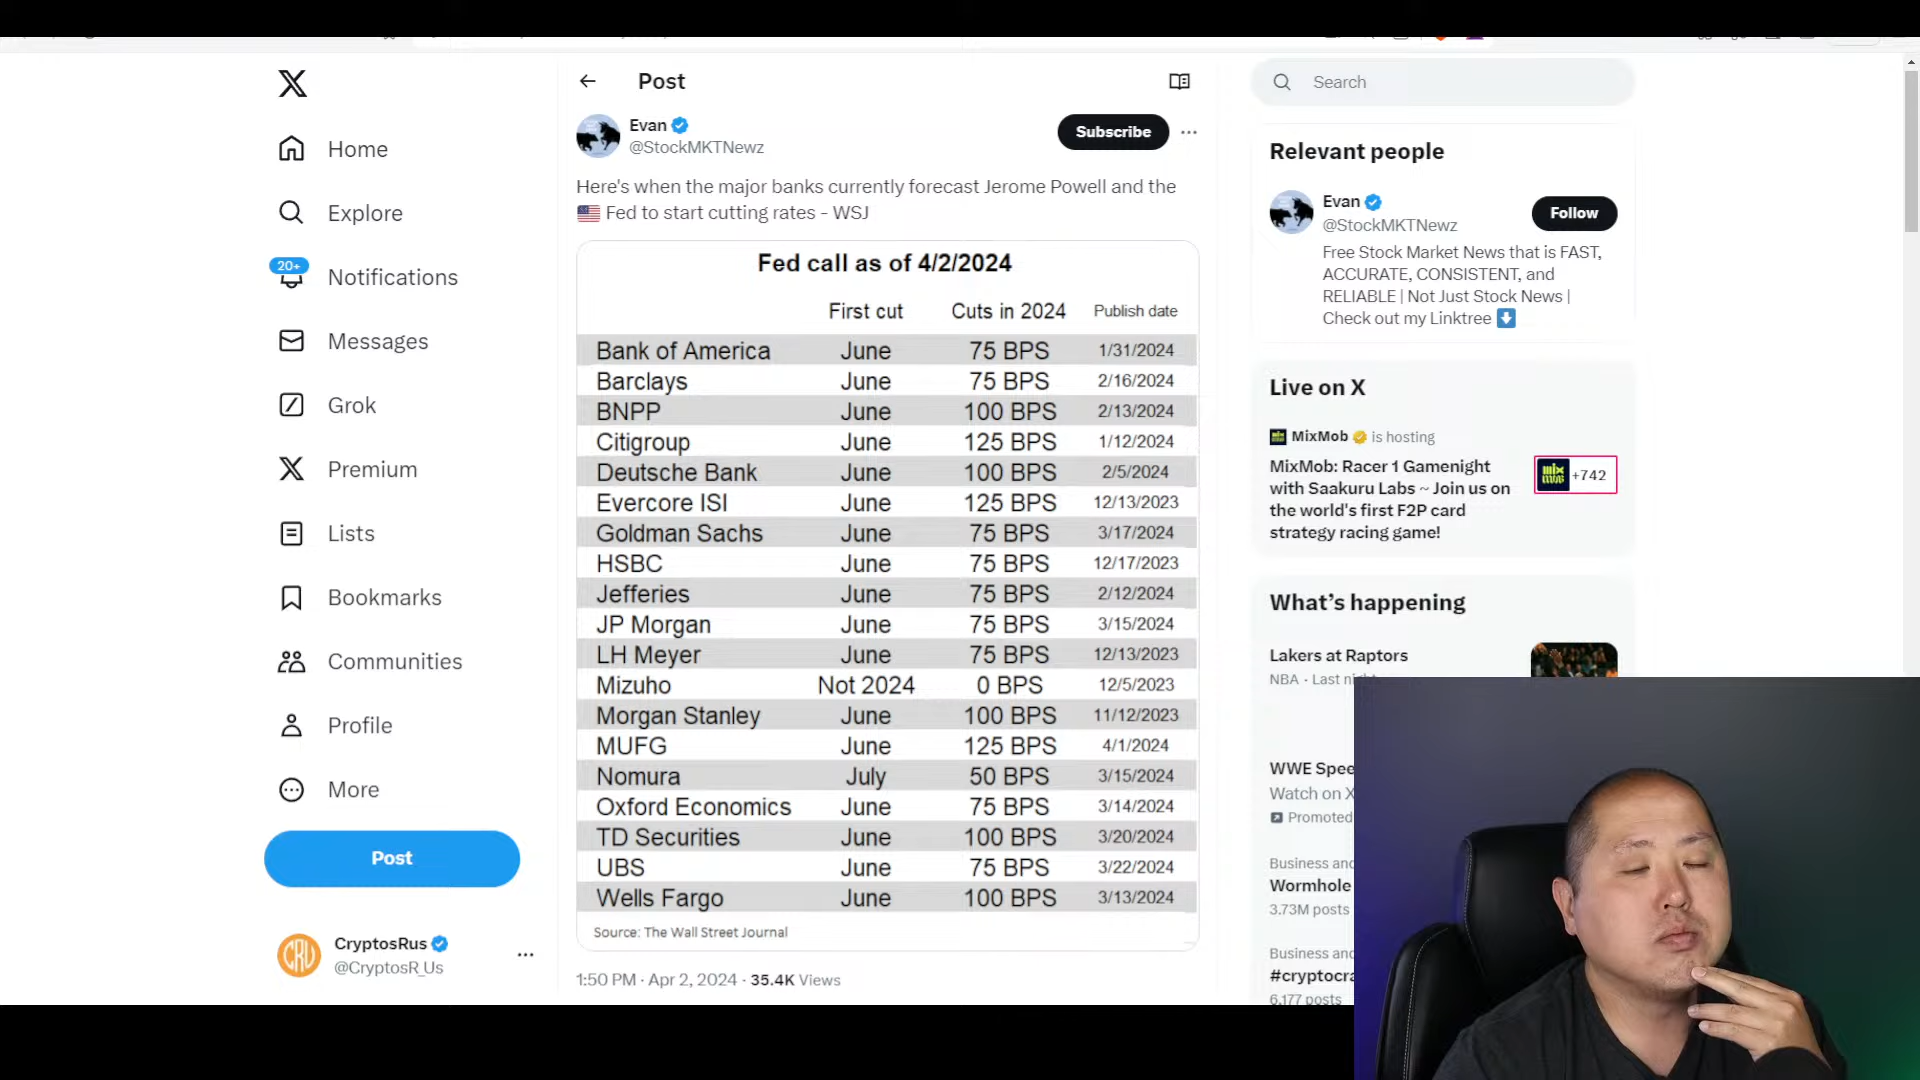 Post
Search
Evan
@StockMKTNewz
Subscribe
Here's when the major banks currently forecast Jerome Powell and the
Fed to start cutting rates - WSJ
Fed call as of 4/2/2024
First cut Cuts in 2024 Publish date
Bank of America June 75 BPS 1/31/2024
Barclays June 75 BPS 2/16/2024
BNPP June 100 BPS 2/13/2024
Citigroup June 125 BPS 1/12/2024
Deutsche Bank June 100 BPS 2/5/2024
Evercore ISI June 125 BPS 12/13/2023
Goldman Sachs June 75 BPS 3/17/2024
HSBC June 75 BPS 12/17/2023
Jefferies June 75 BPS 2/12/2024
JP Morgan June 75 BPS 3/15/2024
LH Meyer June 75 BPS 12/13/2023
Mizuho Not 2024 0 BPS 12/5/2023
Morgan Stanley June 100 BPS 11/12/2023
MUFG June 125 BPS 4/1/2024
Nomura July 50 BPS 3/15/2024
Oxford Economics June 75 BPS 3/14/2024
TD Securities June 100 BPS 3/20/2024
UBS June 75 BPS 3/22/2024
Wells Fargo June 100 BPS 3/13/2024
Source: The Wall Street Journal
1:50 PM · Apr 2, 2024 · 35.4K Views
Home
Explore
20+
Notifications
Messages
Grok
Premium
Lists
Bookmarks
Communities
Profile
More
Post
CryptosRus
@CryptosR_Us
Relevant people
Evan
@StockMKTNewz
Follow
Free Stock Market News that is FAST,
ACCURATE, CONSISTENT, and
RELIABLE | Not Just Stock News |
Check out my Linktree
Live on X
MixMob is hosting
MixMob: Racer 1 Gamenight
with Saakuru Labs ~ Join us on
the world's first F2P card
strategy racing game!
+742
What's happening
Lakers at Raptors
NBA · Last
WWE
Watch on X
Promoted
Business
Wormhole
3.73M posts
Business
6,177 posts